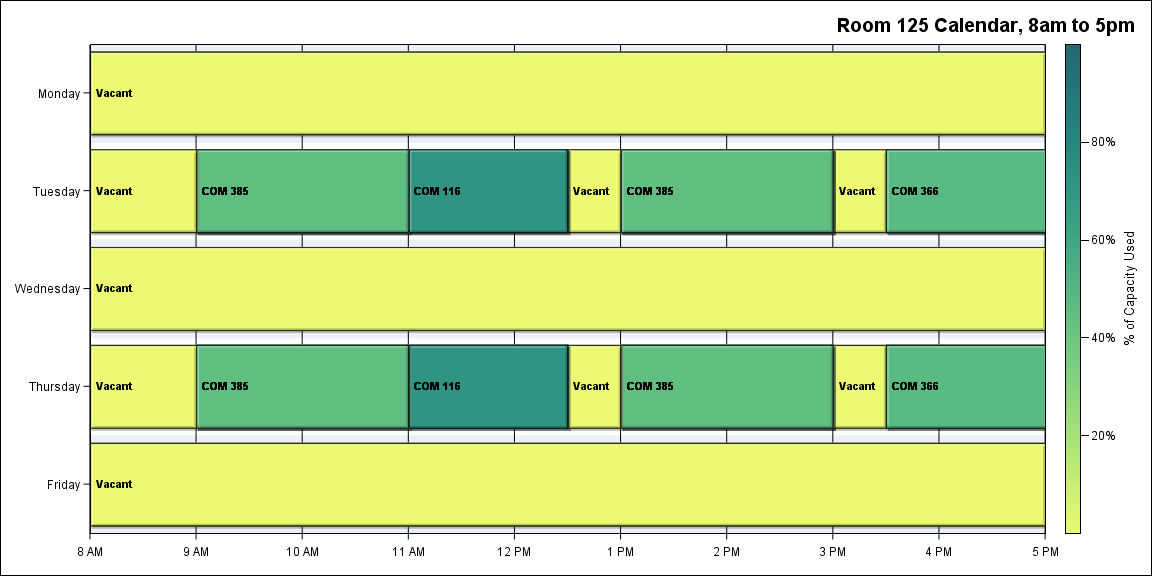 Room 125 Calendar, 8am to 5pm
Monday
Vacant
Tuesday
Vacant
COM 385
COM 116
Vacant
COM 385
Vacant
COM 366
Wednesday
Vacant
Thursday
Vacant
COM 385
COM 116
Vacant
COM 385
Vacant
COM 366
Friday
Vacant
8 AM
9 AM
10 AM
11 AM
12 PM
1 PM
2 PM
3 PM
4 PM
5 PM
80%
60%
40%
20%
% of Capacity Used